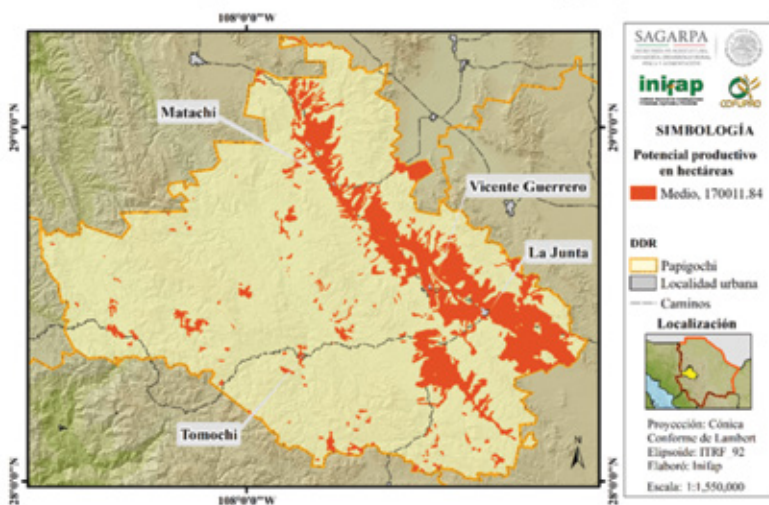 108°0'0"W
29°0'0"N
Matachi
Vicente Guerrero
La Junta
Tomochi
28°0'0"N
108°0'0"W
29°0'0"N
28°0'0"N
N
SAGARPA
inifap
COFUPRO
SIMBOLOGÍA
Potencial productivo
en hectáreas
Medio, 170011.84
DDR
Papigochi
Localidad urbana
Caminos
Localización
Proyección: Cónica
Conforme de Lambert
Elipsoide: ITRF 92
Elaboró: Inifap
Escala: 1:1,550,000